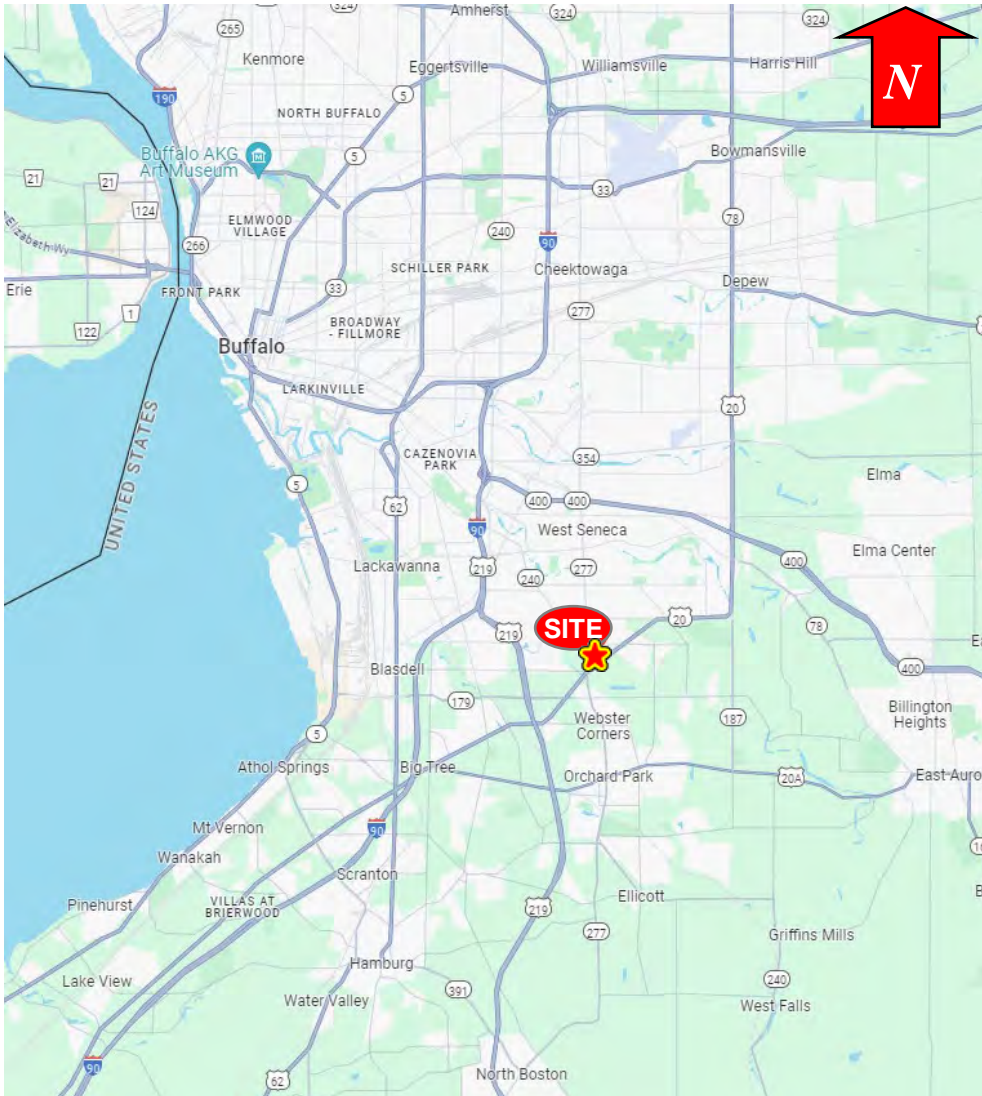 Amherst
324
324
324
265
Kenmore
Eggertsville
Williamsville
Harris Hill
N
190
5
NORTH BUFFALO
Buffalo AKG
Art Museum
5
Bowmansville
21
21
33
124
ELMWOOD
VILLAGE
78
240
Elizabeth Wy
266
90
SCHILLER PARK
Cheektowaga
Erie
FRONT PARK
33
Depew
1
277
122
BROADWAY
- FILLMORE
Buffalo
LARKINVILLE
20
UNITED STATES
CAZENOVIA
PARK
354
Elma
5
400
400
62
90
West Seneca
Elma Center
Lackawanna
219
240
277
400
SITE
20
219
78
Blasdell
400
179
Webster
Corners
187
Billington
Heights
5
Athol Springs
Big Tree
Orchard Park
20A
East Auro
Mt Vernon
90
Wanakah
Scranton
Pinehurst
VILLAS AT
BRIERWOOD
Ellicott
219
277
Griffins Mills
Hamburg
Lake View
391
240
Water Valley
West Falls
90
62
North Boston